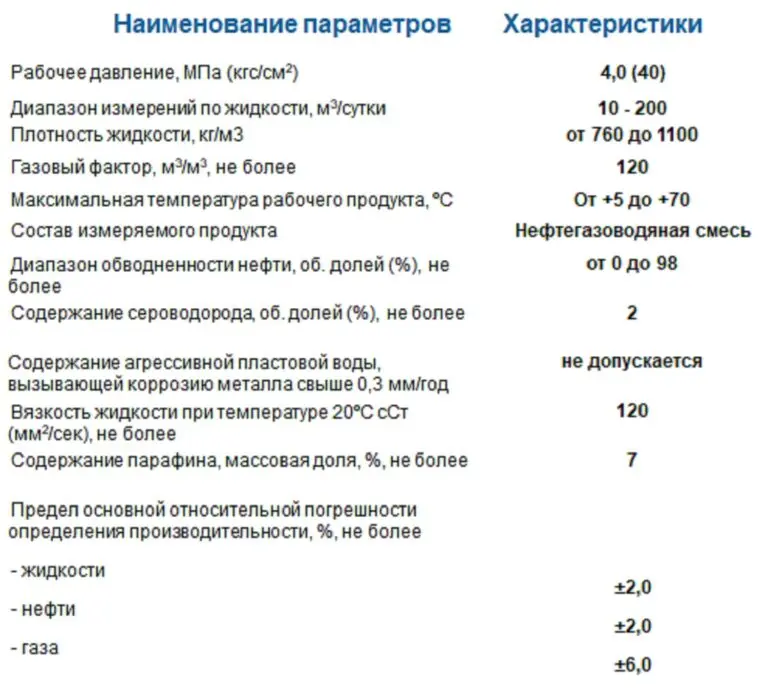 Наименование параметров Характеристики
Рабочее давление, МПа (кгс/см²) 4,0 (40)
Диапазон измерений по жидкости, м³/сутки 10 - 200
Плотность жидкости, кг/м3 от 760 до 1100
Газовый фактор, м³/м³, не более 120
Максимальная температура рабочего продукта, ºС От +5 до +70
Состав измеряемого продукта Нефтегазоводяная смесь
Диапазон обводненности нефти, об. долей (%), не от 0 до 98
более
Содержание сероводорода, об. долей (%), не более 2
Содержание агрессивной пластовой воды, не допускается
вызывающей коррозию металла свыше 0,3 мм/год
Вязкость жидкости при температуре 20ºС сСт 120
(мм²/сек), не более
Содержание парафина, массовая доля, %, не более 7
Предел основной относительной погрешности
определения производительности, %, не более
- жидкости
±2,0
- нефти
±2,0
- газа
±6,0